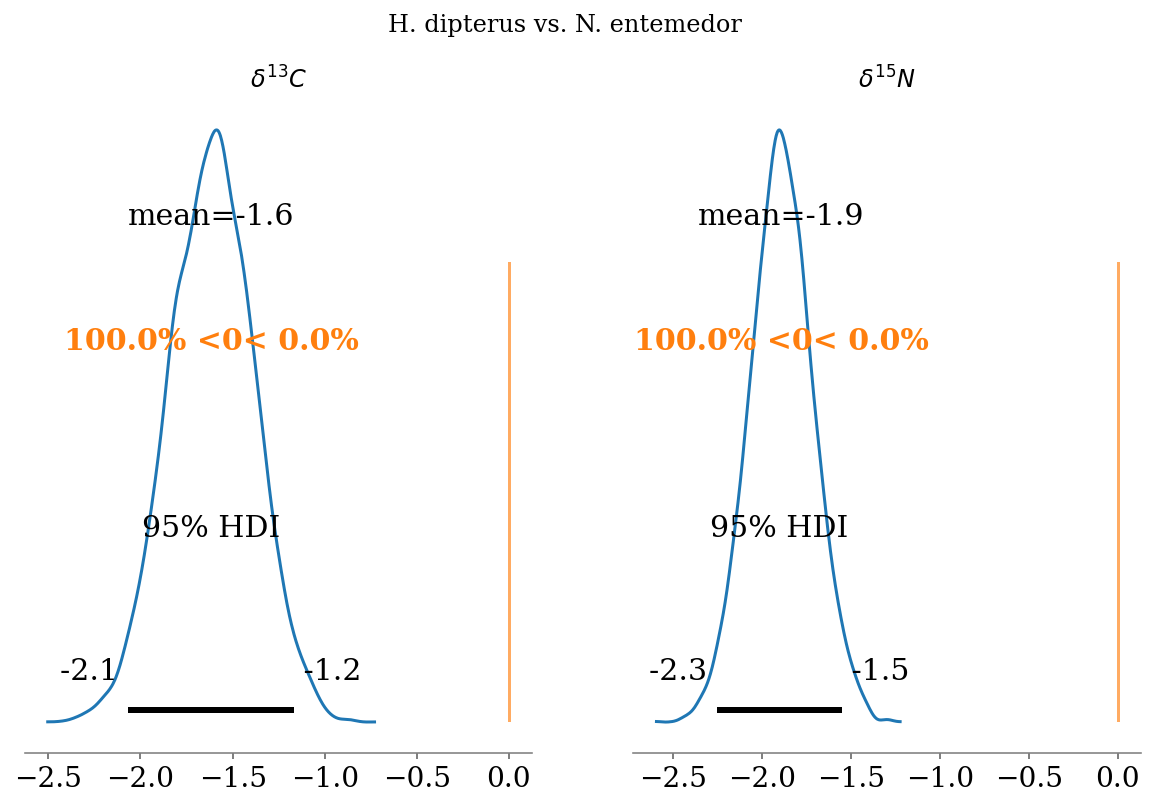 H. dipterus vs. N. entemedor
δ¹³C
δ¹⁵N
mean=-1.6
mean=-1.9
100.0% <0< 0.0%
100.0% <0< 0.0%
95% HDI
95% HDI
-2.1
-1.2
-2.3
-1.5
−2.5 −2.0 −1.5 −1.0 −0.5 0.0
−2.5 −2.0 −1.5 −1.0 −0.5 0.0